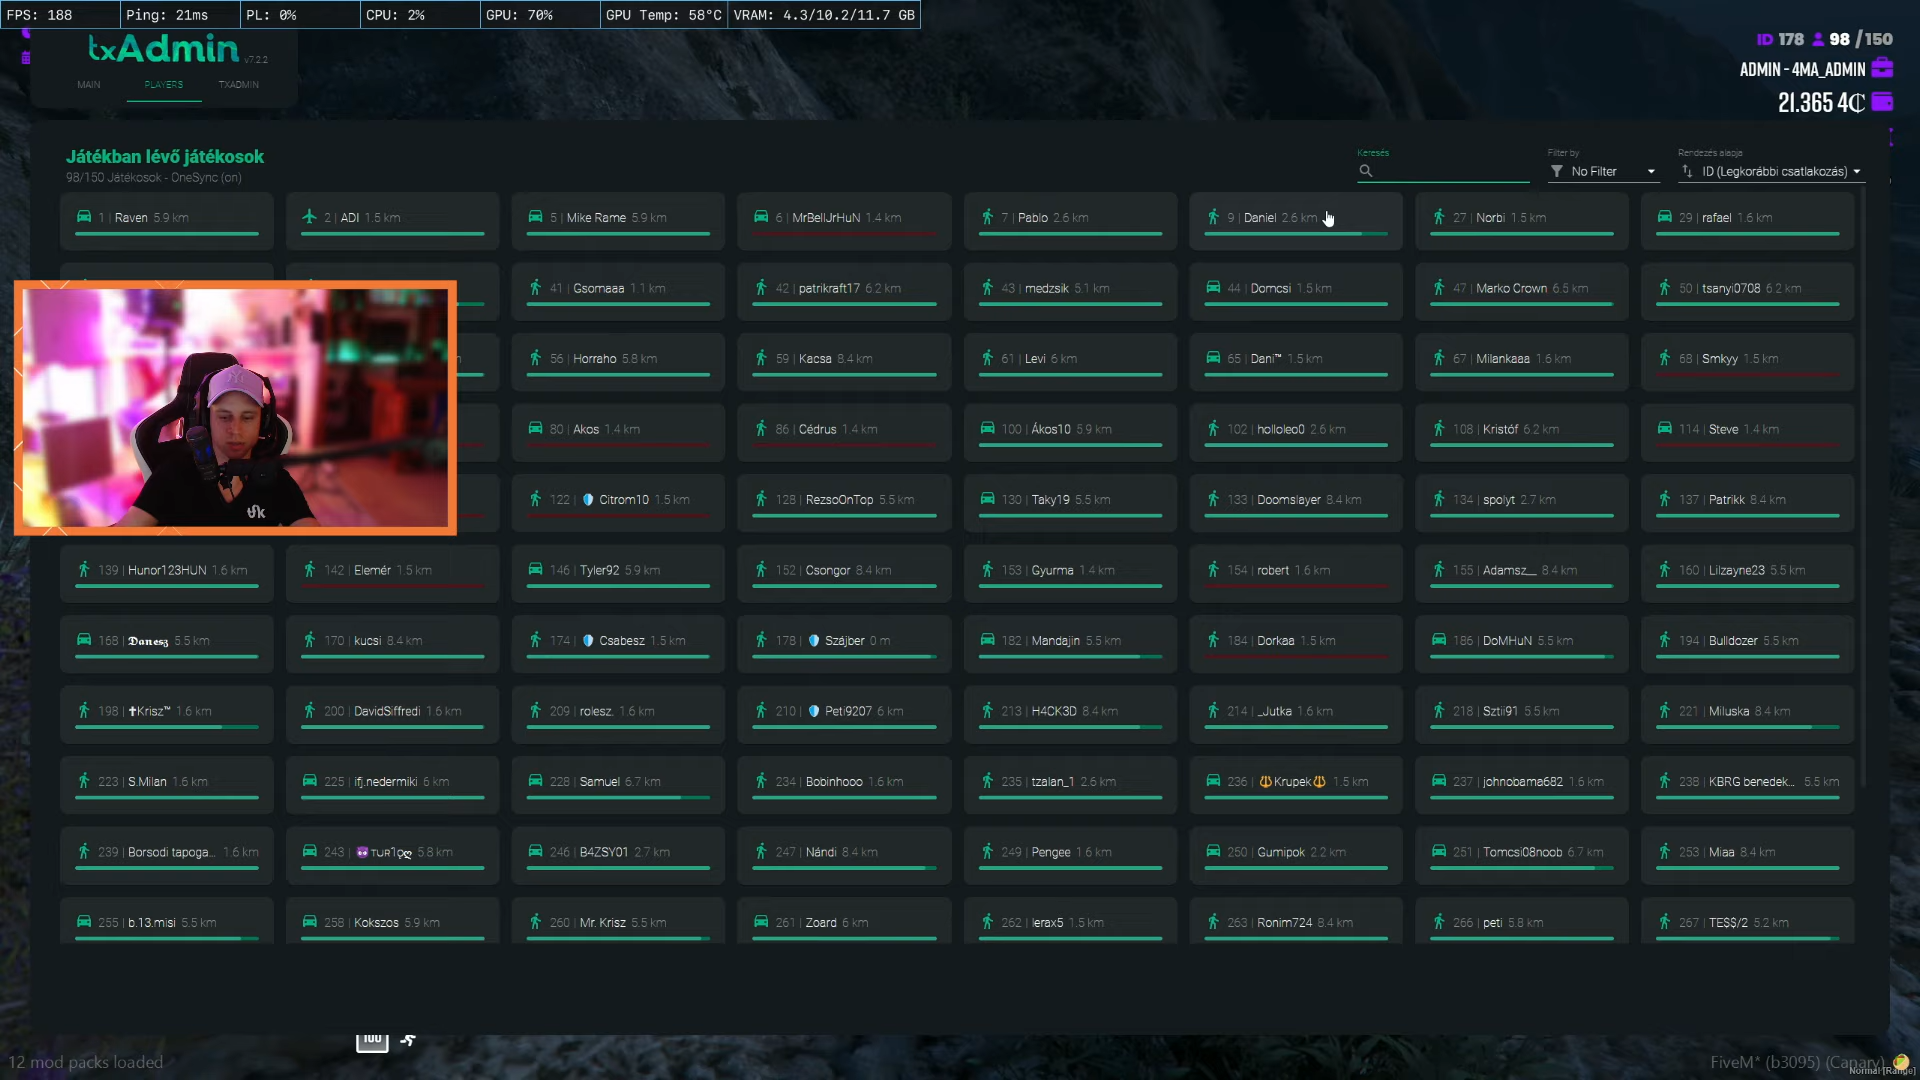 FPS: 188 Ping: 21ms PL: 0% CPU: 2% GPU: 70% GPU Temp: 58°C VRAM: 4.3/10.2/11.7 GB
txAdmin v7.2.2
MAIN PLAYERS TXADMIN
ID 178 98 /150
ADMIN - 4MA_ADMIN
21.365 4₵
Játékban lévő játékosok
98/150 Játékosok - OneSync (on)
Keresés
Filter by
No Filter
Rendezés alapja
ID (Legkorábbi csatlakozás)
1 | Raven 5.9 km
2 | ADI 1.5 km
5 | Mike Rame 5.9 km
6 | MrBellJrHuN 1.4 km
7 | Pablo 2.6 km
9 | Daniel 2.6 km
27 | Norbi 1.5 km
29 | rafael 1.6 km
41 | Gsomaaa 1.1 km
42 | patrikraft17 6.2 km
43 | medzsik 5.1 km
44 | Domcsi 1.5 km
47 | Marko Crown 6.5 km
50 | tsanyi0708 6.2 km
56 | Horraho 5.8 km
59 | Kacsa 8.4 km
61 | Levi 6 km
65 | Dani™ 1.5 km
67 | Milankaaa 1.6 km
68 | Smkyy 1.5 km
80 | Akos 1.4 km
86 | Cédrus 1.4 km
100 | Ákos10 5.9 km
102 | holloleo0 2.6 km
108 | Kristóf 6.2 km
114 | Steve 1.4 km
122 | Citrom10 1.5 km
128 | RezsoOnTop 5.5 km
130 | Taky19 5.5 km
133 | Doomslayer 8.4 km
134 | spolyt 2.7 km
137 | Patrikk 8.4 km
139 | Hunor123HUN 1.6 km
142 | Elemér 1.5 km
146 | Tyler92 5.9 km
152 | Csongor 8.4 km
153 | Gyurma 1.4 km
154 | robert 1.6 km
155 | Adamsz__ 8.4 km
160 | Lilzayne23 5.5 km
168 | 𝕯𝖆𝖓𝖊𝖘𝖟 5.5 km
170 | kucsi 8.4 km
174 | Csabesz 1.5 km
178 | Szájber 0 m
182 | Mandajin 5.5 km
184 | Dorkaa 1.5 km
186 | DoMHuN 5.5 km
194 | Bulldozer 5.5 km
198 | ✝Krisz™ 1.6 km
200 | DavidSiffredi 1.6 km
209 | rolesz. 1.6 km
210 | Peti9207 6 km
213 | H4CK3D 8.4 km
214 | _Jutka 1.6 km
218 | Sztii91 5.5 km
221 | Miluska 8.4 km
223 | S.Milan 1.6 km
225 | ifj.nedermiki 6 km
228 | Samuel 6.7 km
234 | Bobinhooo 1.6 km
235 | tzalan_1 2.6 km
236 | 🔱Krupek🔱 1.5 km
237 | johnobama682 1.6 km
238 | KBRG benedek... 5.5 km
239 | Borsodi tapoga... 1.6 km
243 | 5.8 km
246 | B4ZSY01 2.7 km
247 | Nándi 8.4 km
249 | Pengee 1.6 km
250 | Gumipok 2.2 km
251 | Tomcsi08noob 6.7 km
253 | Miaa 8.4 km
255 | b.13.misi 5.5 km
258 | Kokszos 5.9 km
260 | Mr. Krisz 5.5 km
261 | Zoard 6 km
262 | lerax5 1.5 km
263 | Ronim724 8.4 km
266 | peti 5.8 km
267 | TE$$/2 5.2 km
100
12 mod packs loaded
FiveM* (b3095) (Canary)
Normal [Range]